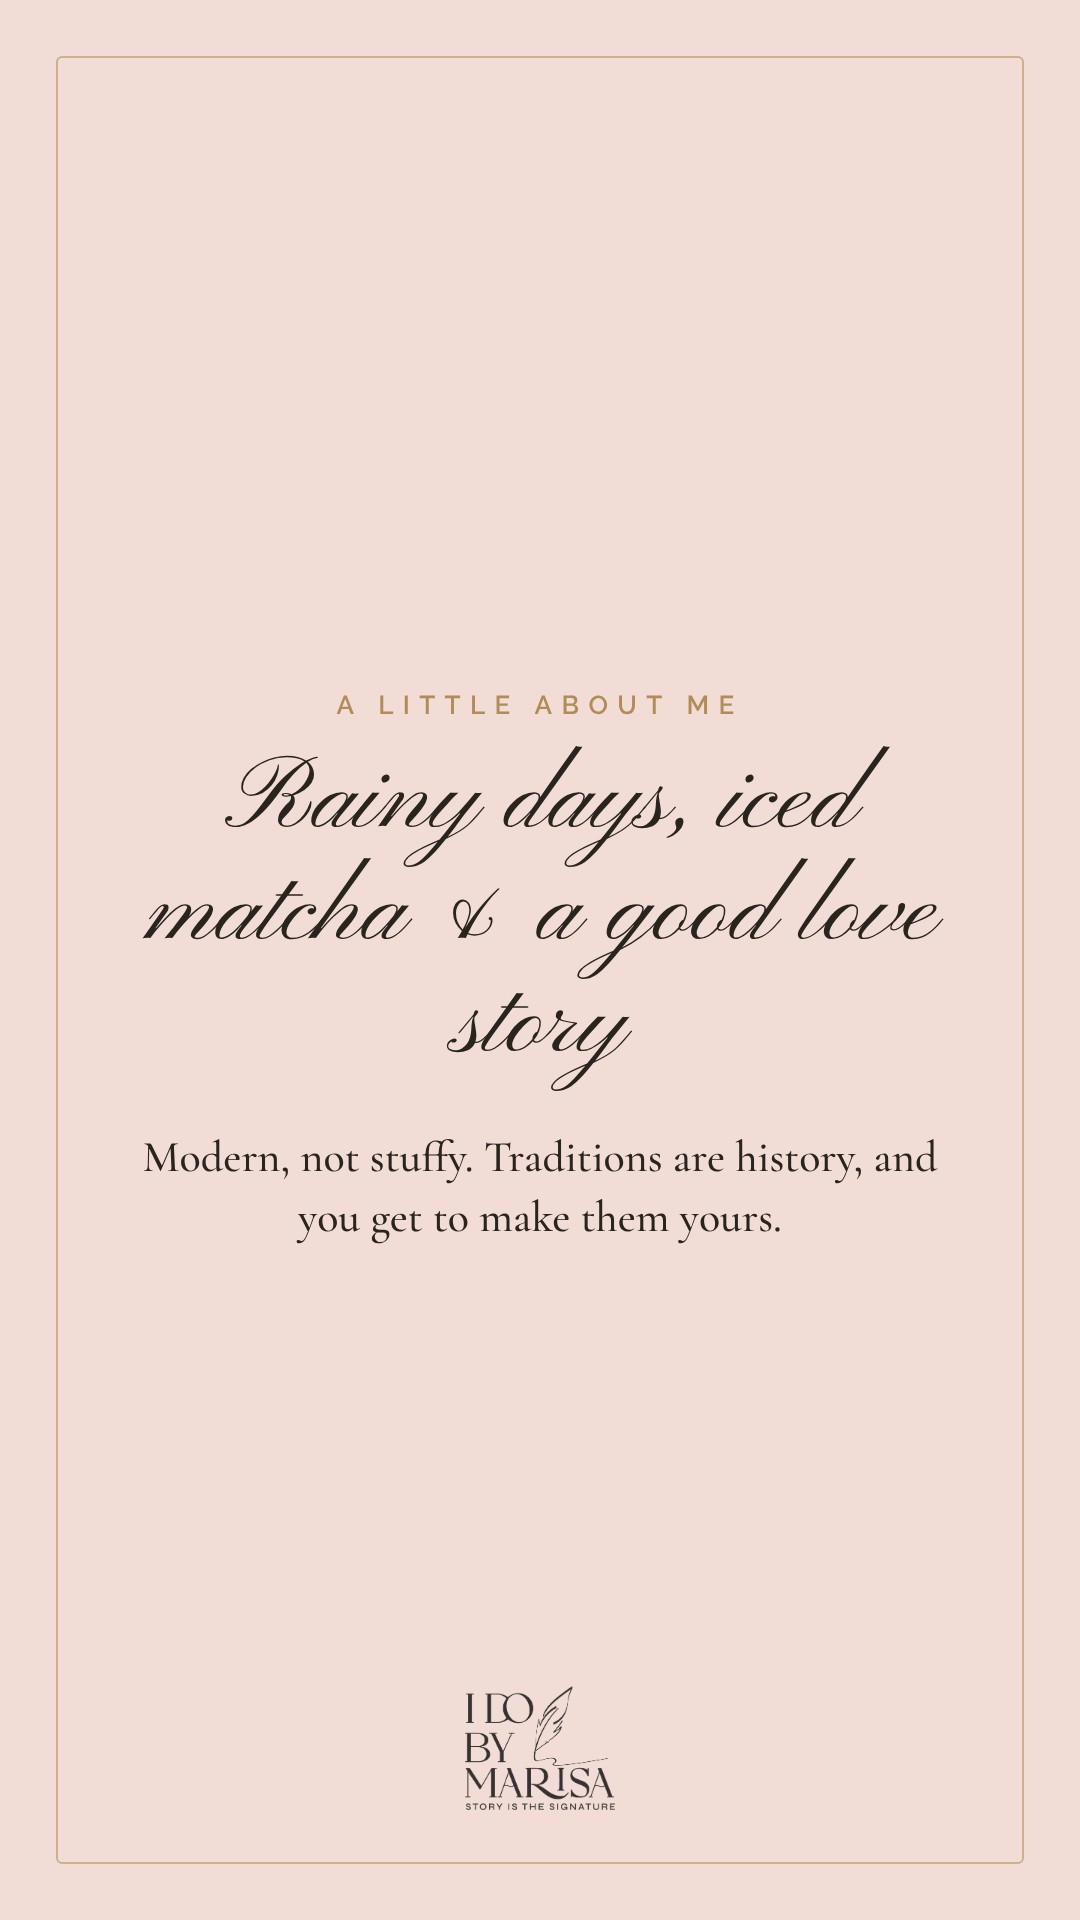 A LITTLE ABOUT ME
Rainy days, iced
matcha & a good love
story
Modern, not stuffy. Traditions are history, and
you get to make them yours.
I DO
BY
MARISA
STORY IS THE SIGNATURE